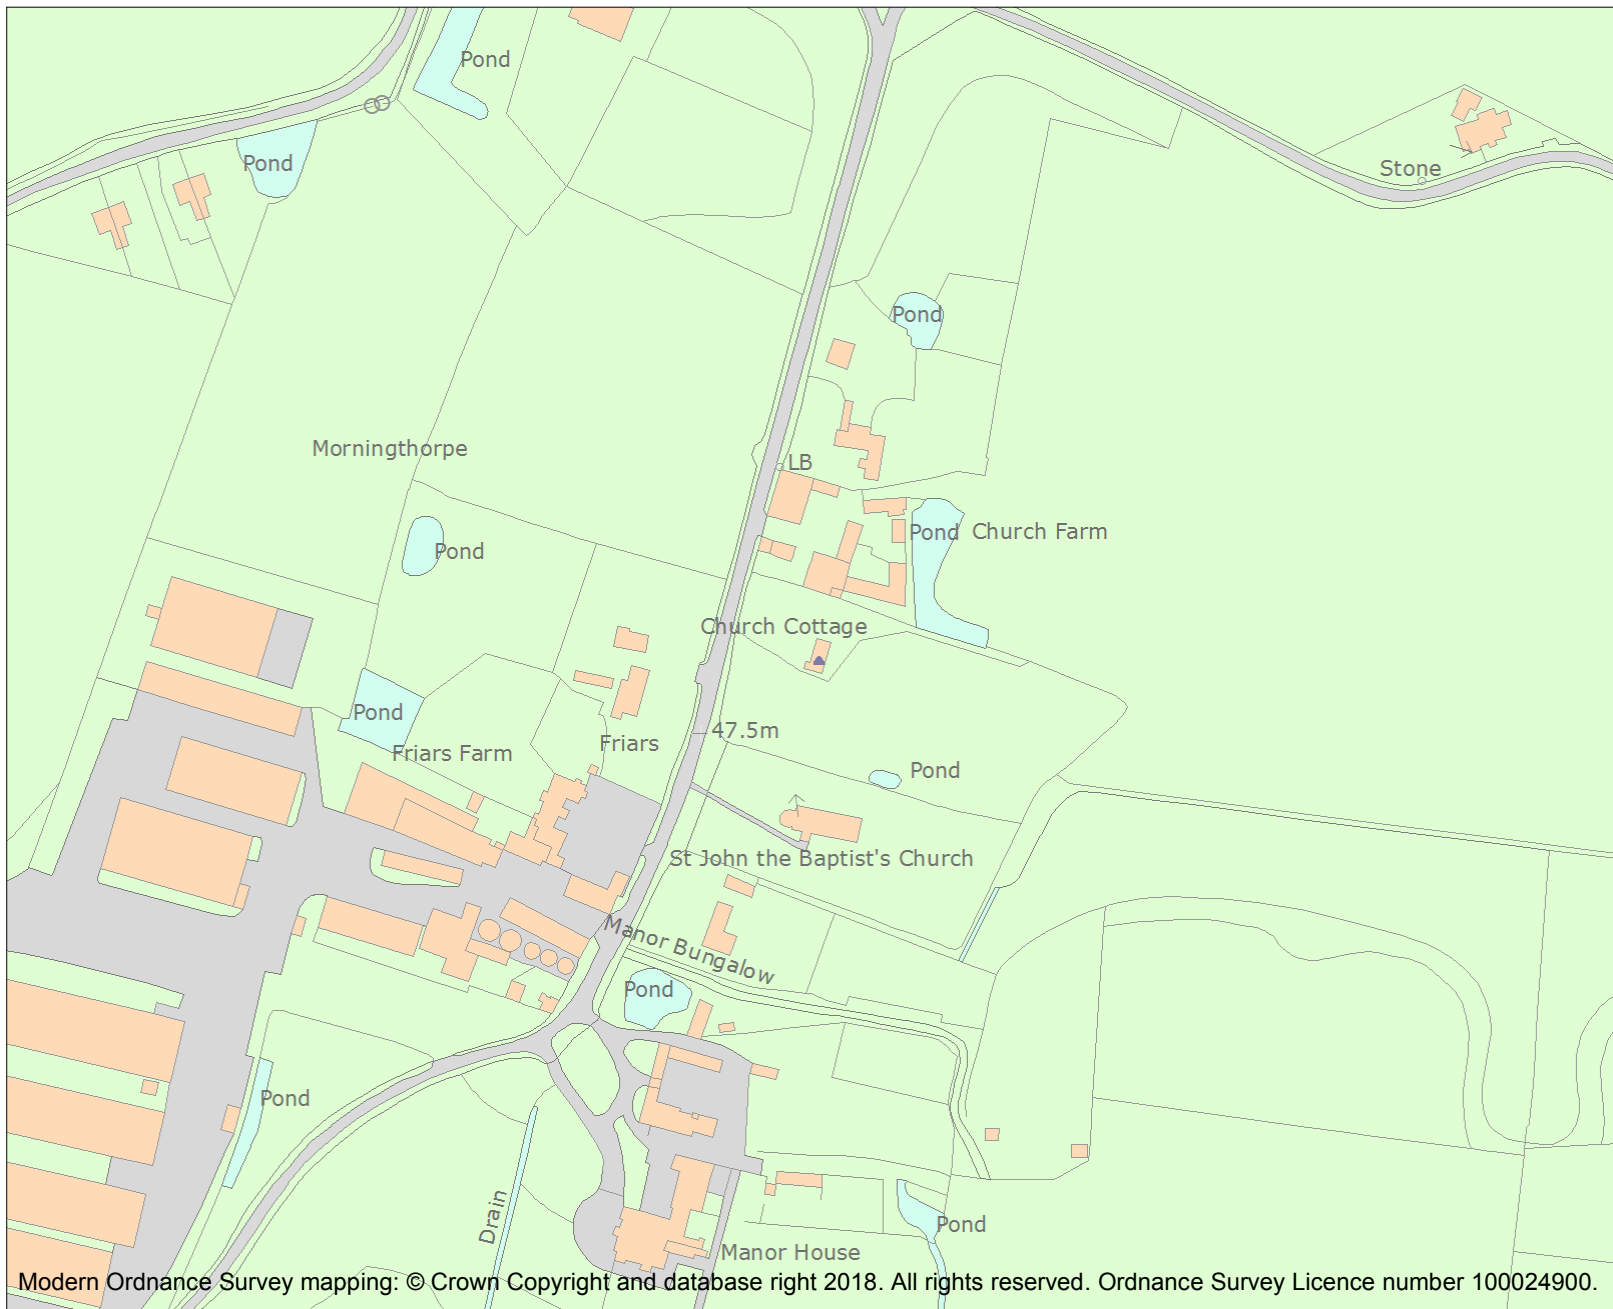 Pond
Pond
Stone
Pond
Morningthorpe
LB
Pond
Church Farm
Pond
Church Cottage
Pond
47.5m
Friars
Friars Farm
Pond
St John the Baptist's Church
Manor Bungalow
Pond
Pond
Drain
Pond
Manor House
Modern Ordnance Survey mapping: © Crown Copyright and database right 2018. All rights reserved. Ordnance Survey Licence number 100024900.